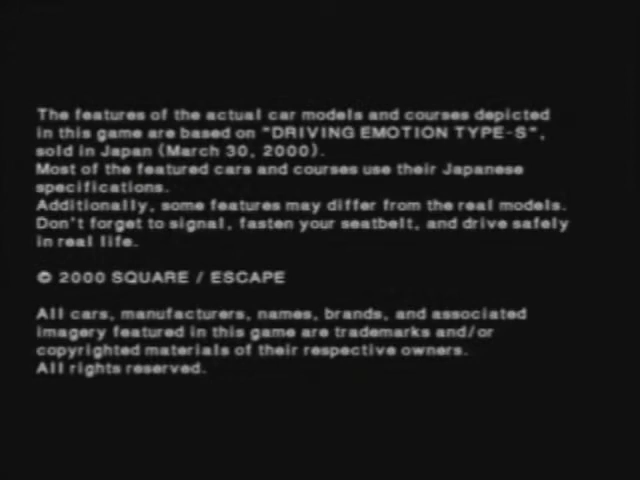 The features of the actual car models and courses depicted
in this game are based on "DRIVING EMOTION TYPE-S",
sold in Japan (March 30, 2000).
Most of the featured cars and courses use their Japanese
specifications.
Additionally, some features may differ from the real models.
Don't forget to signal, fasten your seatbelt, and drive safely
in real life.
© 2000 SQUARE / ESCAPE
All cars, manufacturers, names, brands, and associated
imagery featured in this game are trademarks and/or
copyrighted materials of their respective owners.
All rights reserved.